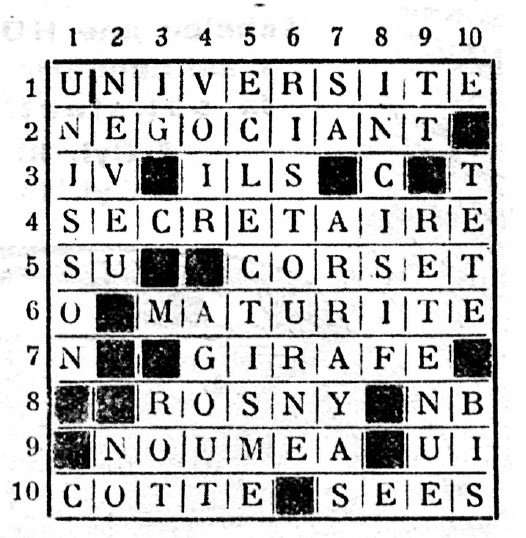 1 2 3 4 5 6 7 8 9 10
1 U N I V E R S I T E
2 N E G O C I A N T
3 I V I L S C T
4 S E C R E T A I R E
5 S U C O R S E T
6 O M A T U R I T E
7 N G I R A F E
8 R O S N Y N B
9 N O U M E A U I
10 C O T T E S E E S